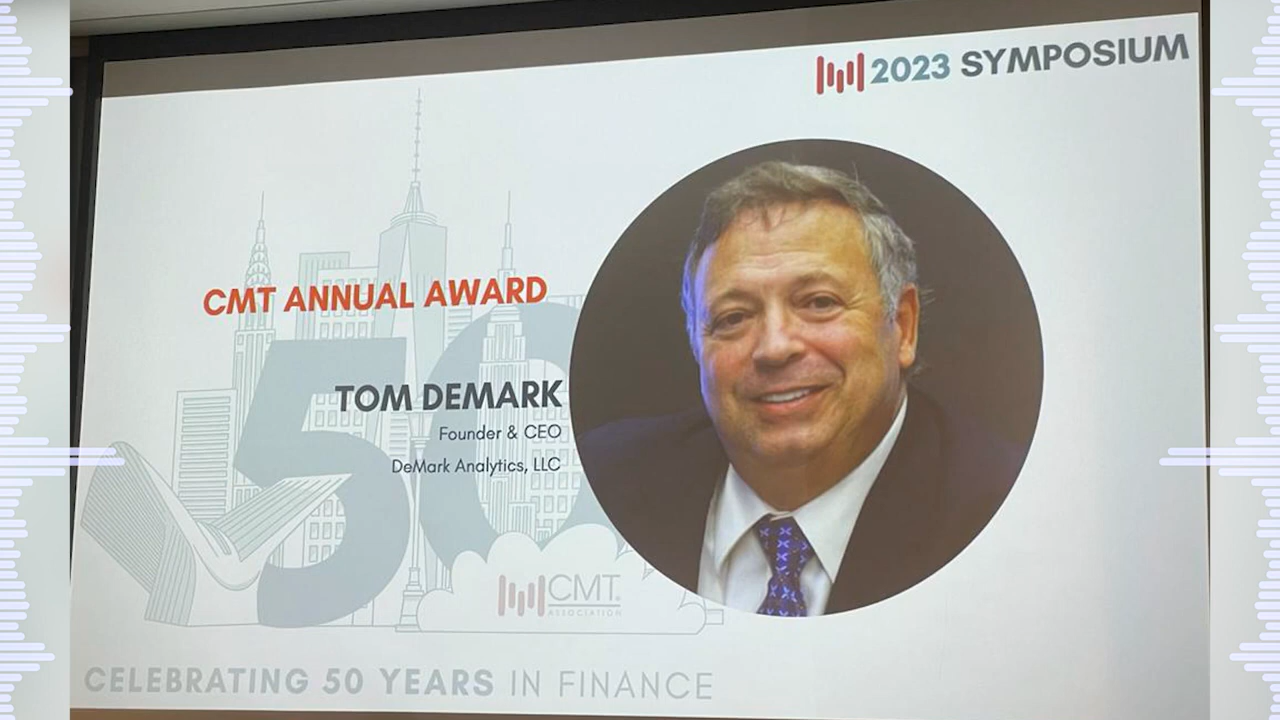 2023 SYMPOSIUM
CMT ANNUAL AWARD
50
TOM DEMARK
Founder & CEO
DeMark Analytics, LLC
CMT®
ASSOCIATION
CELEBRATING 50 YEARS IN FINANCE